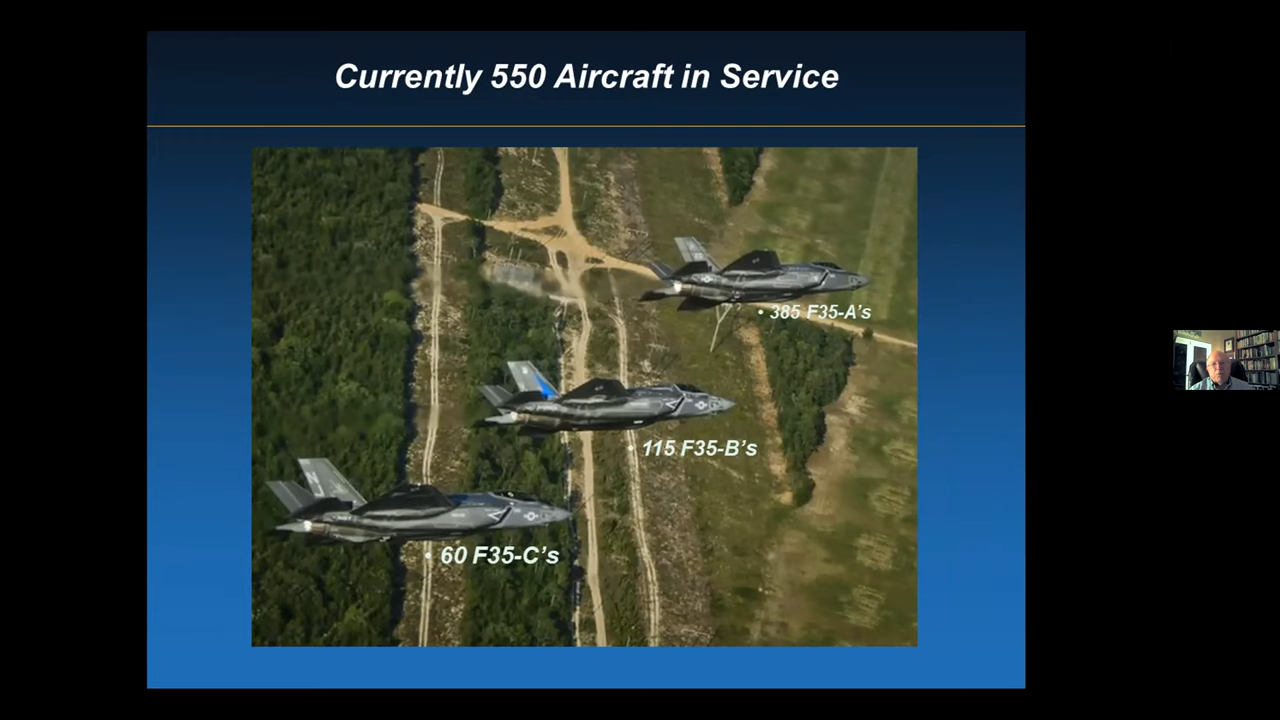 Currently 550 Aircraft in Service
• 385 F35-A's
• 115 F35-B's
• 60 F35-C's